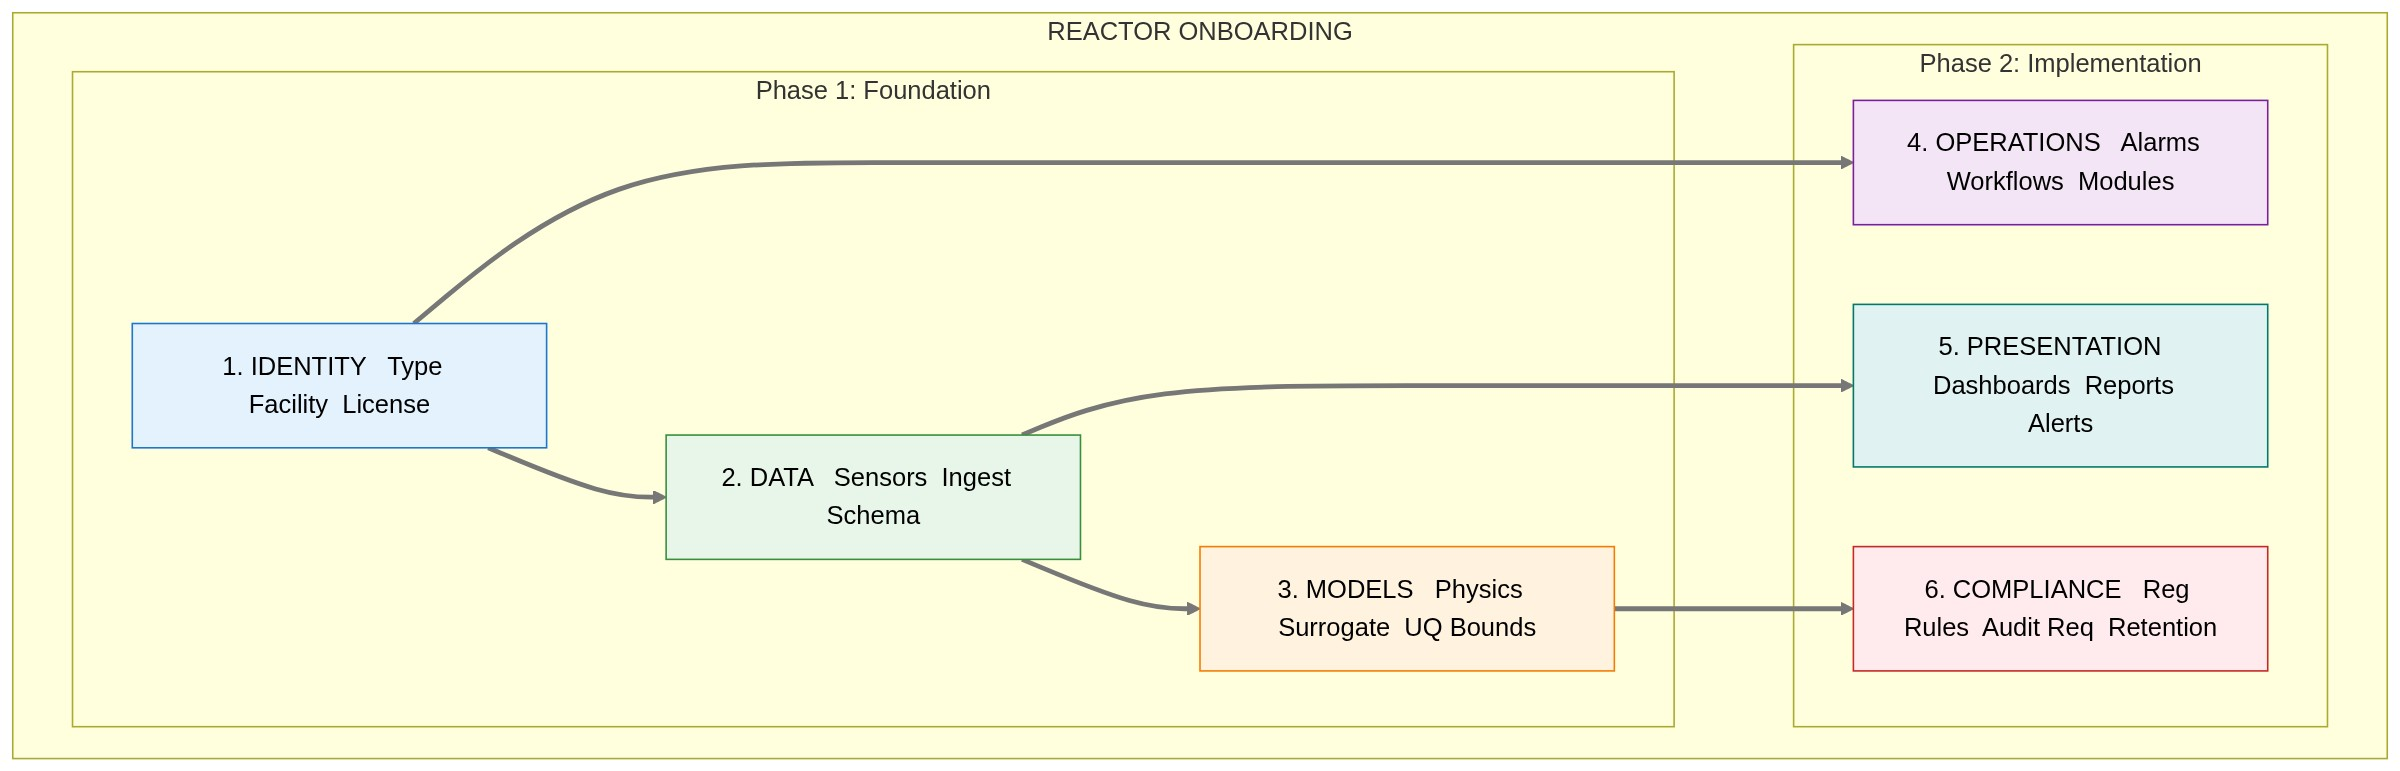 REACTOR ONBOARDING
Phase 1: Foundation
1. IDENTITY   Type
Facility  License
2. DATA   Sensors  Ingest
Schema
3. MODELS   Physics
Surrogate  UQ Bounds
Phase 2: Implementation
4. OPERATIONS   Alarms
Workflows  Modules
5. PRESENTATION
Dashboards  Reports
Alerts
6. COMPLIANCE   Reg
Rules  Audit Req  Retention